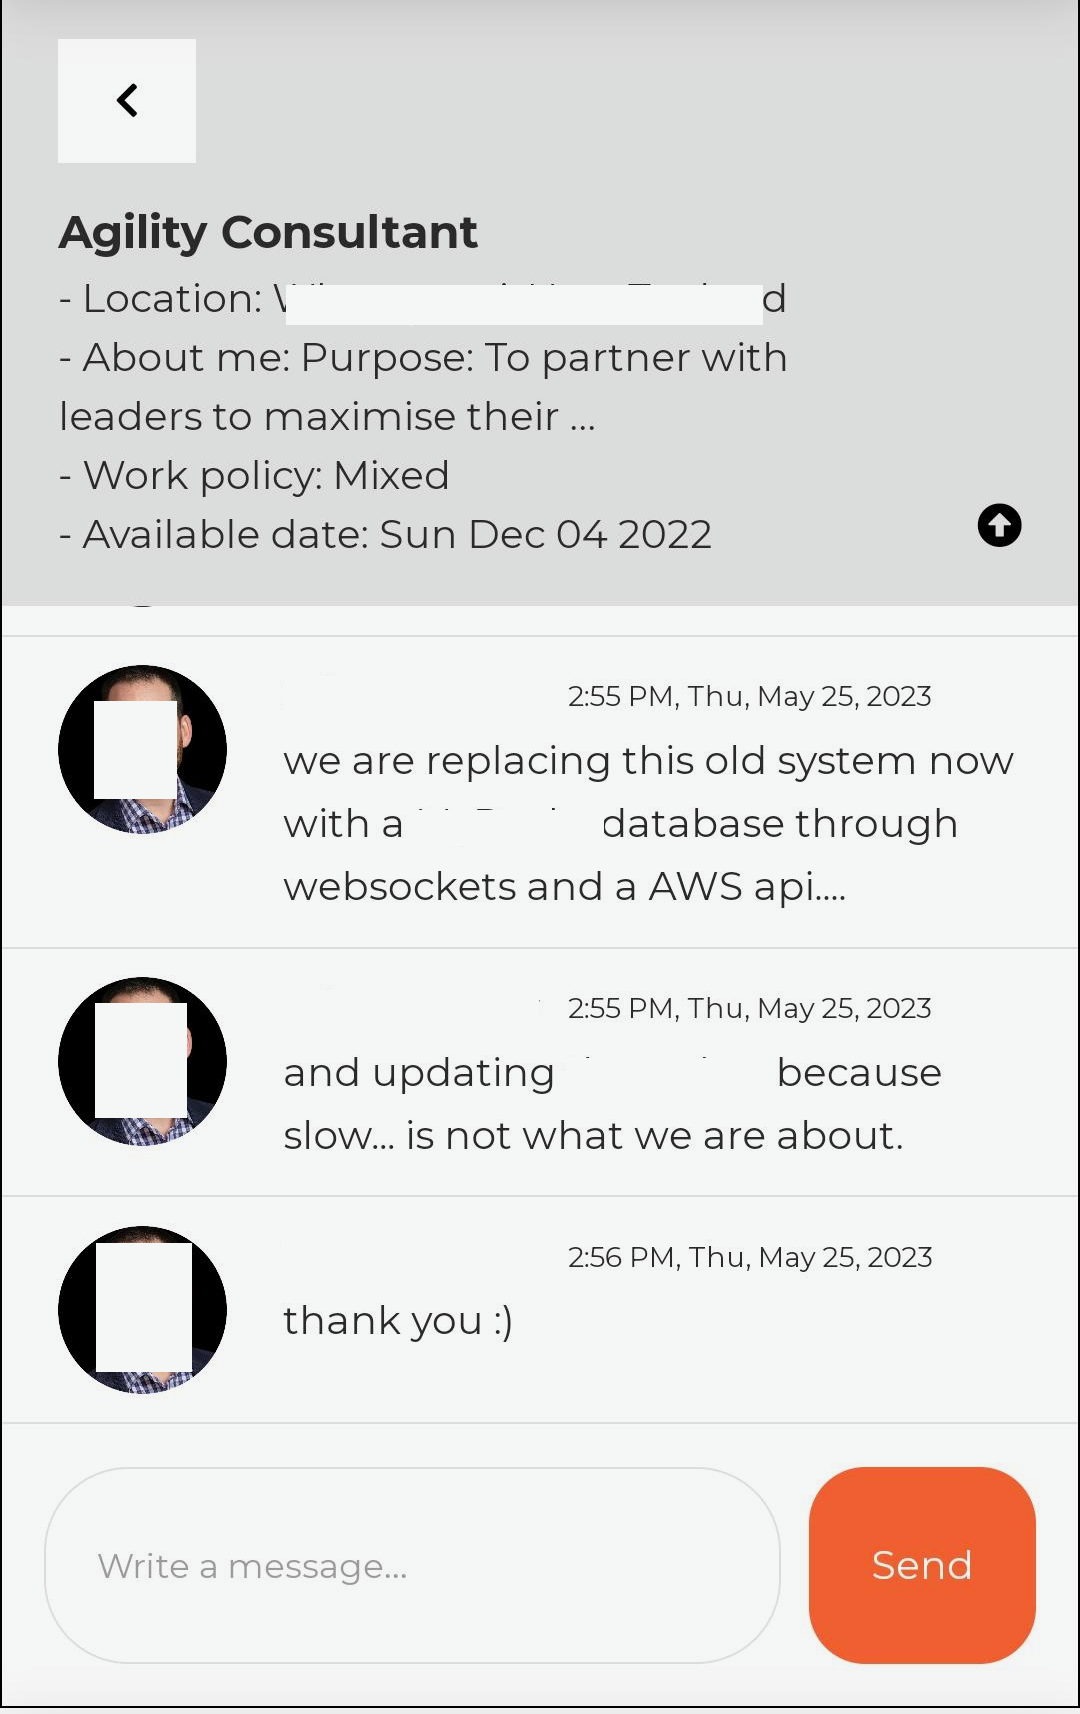 Agility Consultant
- Location:
- About me: Purpose: To partner with
leaders to maximise their ...
- Work policy: Mixed
- Available date: Sun Dec 04 2022
2:55 PM, Thu, May 25, 2023
we are replacing this old system now
with a database through
websockets and a AWS api....
2:55 PM, Thu, May 25, 2023
and updating because
slow... is not what we are about.
2:56 PM, Thu, May 25, 2023
thank you :)
Write a message...
Send